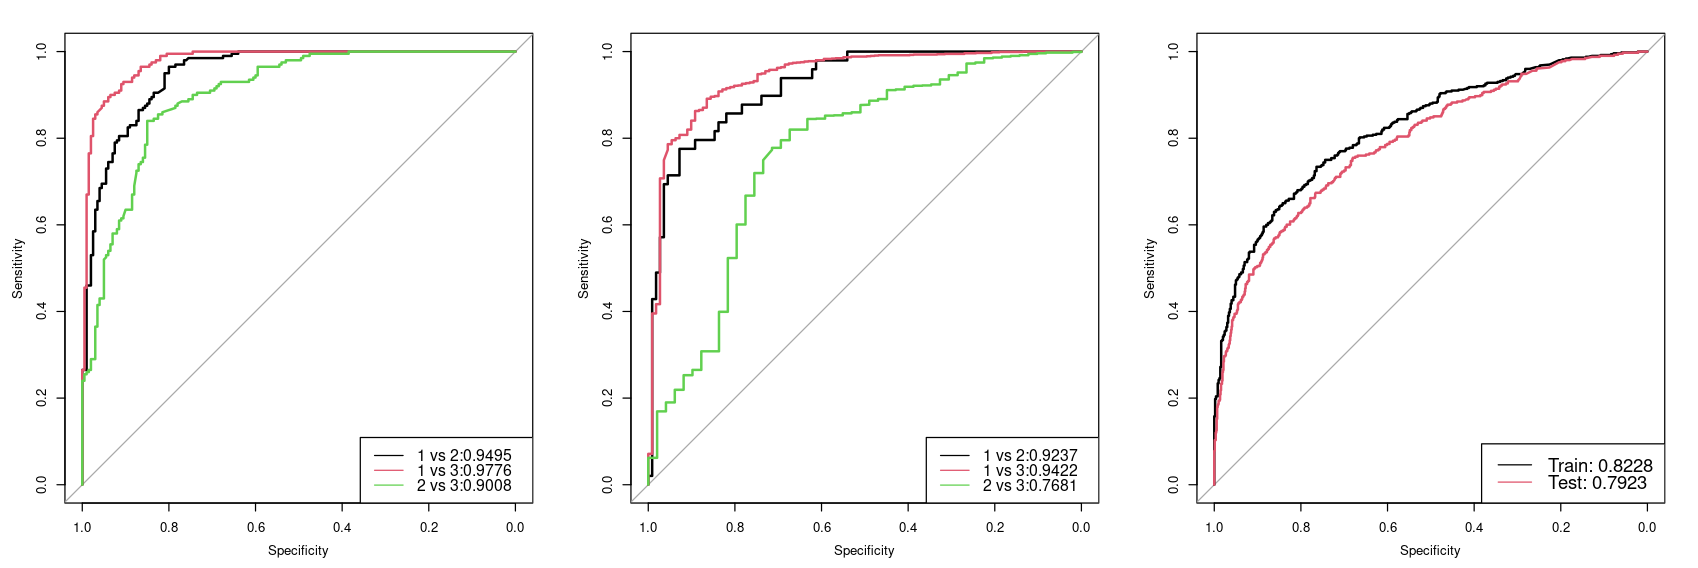 Sensitivity
1.0
0.8
0.6
0.4
0.2
0.0
1 vs 2:0.9495
1 vs 3:0.9776
2 vs 3:0.9008
1.0 0.8 0.6 0.4 0.2 0.0
Specificity
Sensitivity
1.0
0.8
0.6
0.4
0.2
0.0
1 vs 2:0.9237
1 vs 3:0.9422
2 vs 3:0.7681
1.0 0.8 0.6 0.4 0.2 0.0
Specificity
Sensitivity
1.0
0.8
0.6
0.4
0.2
0.0
Train: 0.8228
Test: 0.7923
1.0 0.8 0.6 0.4 0.2 0.0
Specificity